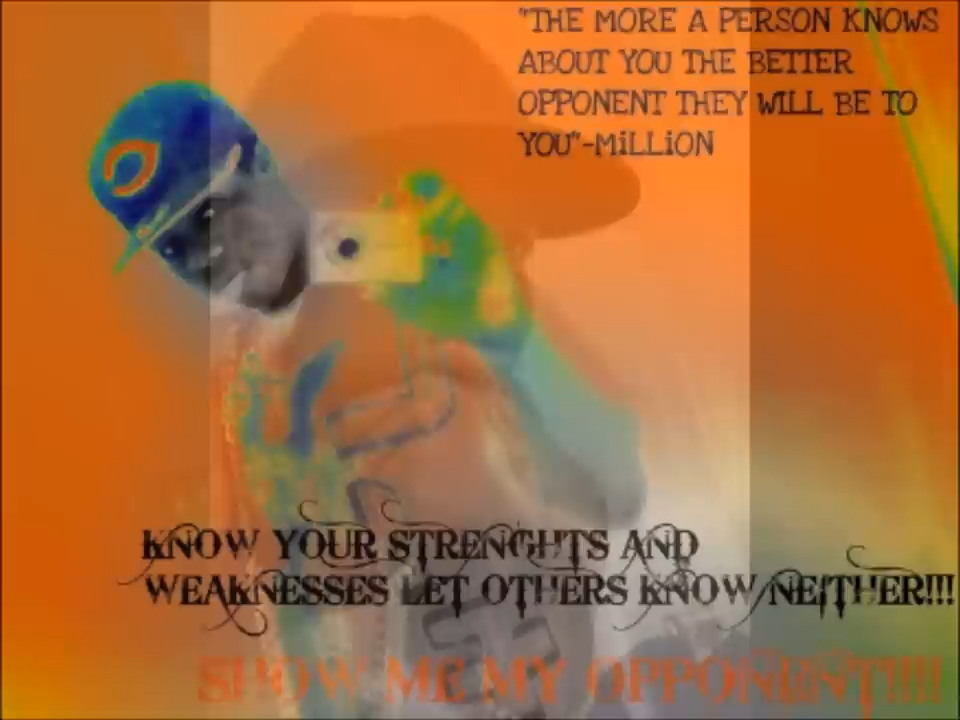 "THE MORE A PERSON KNOWS
ABOUT YOU THE BETTER
OPPONENT THEY WILL BE TO
YOU"-MiLLiON
KNOW YOUR STRENGHTS AND
WEAKNESSES LET OTHERS KNOW NEITHER!!!
SHOW ME MY OPPONENT!!!!